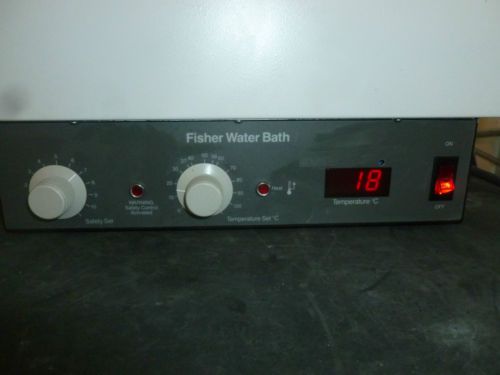 Fisher Water Bath
ON
18
Temperature °C
OFF
Heat
WARNING
Safety Control
Activated
Safety Set
Temperature Set °C